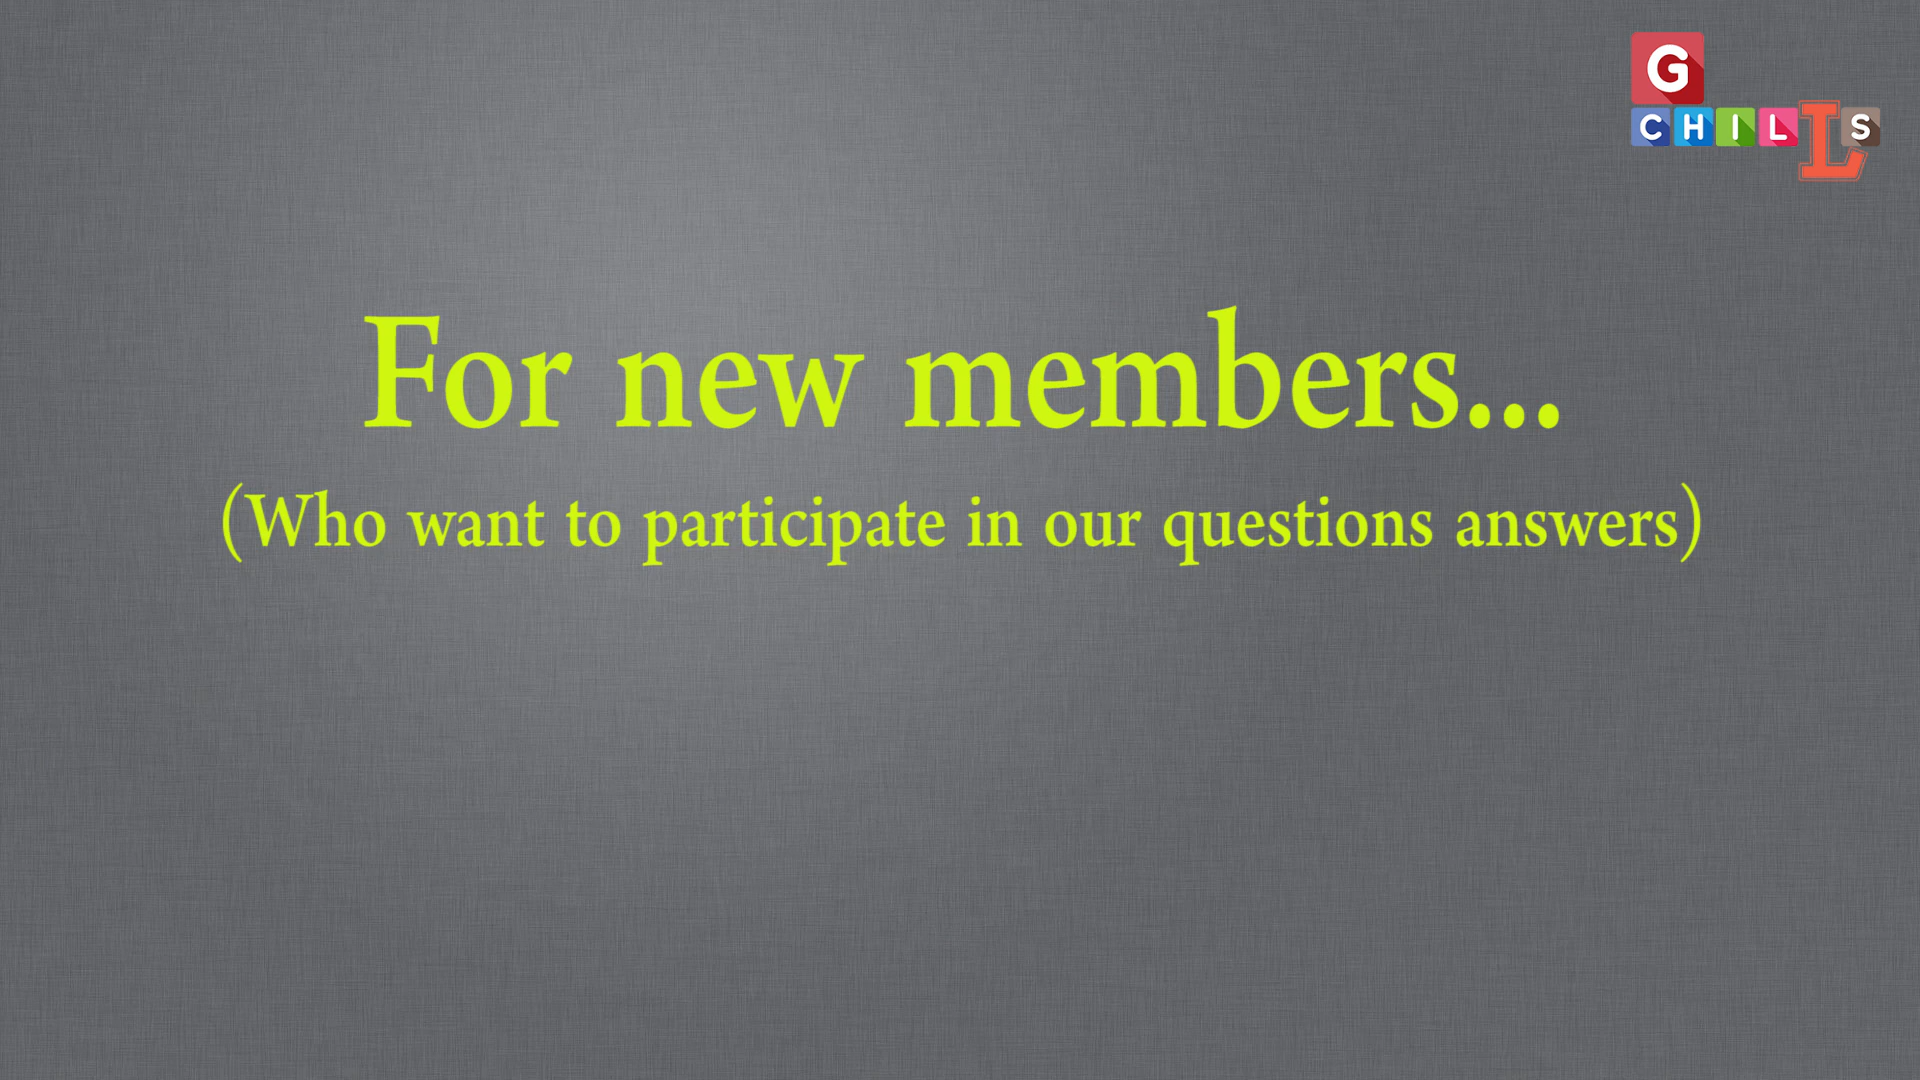 G
CHILLS
For new members...
(Who want to participate in our questions answers)